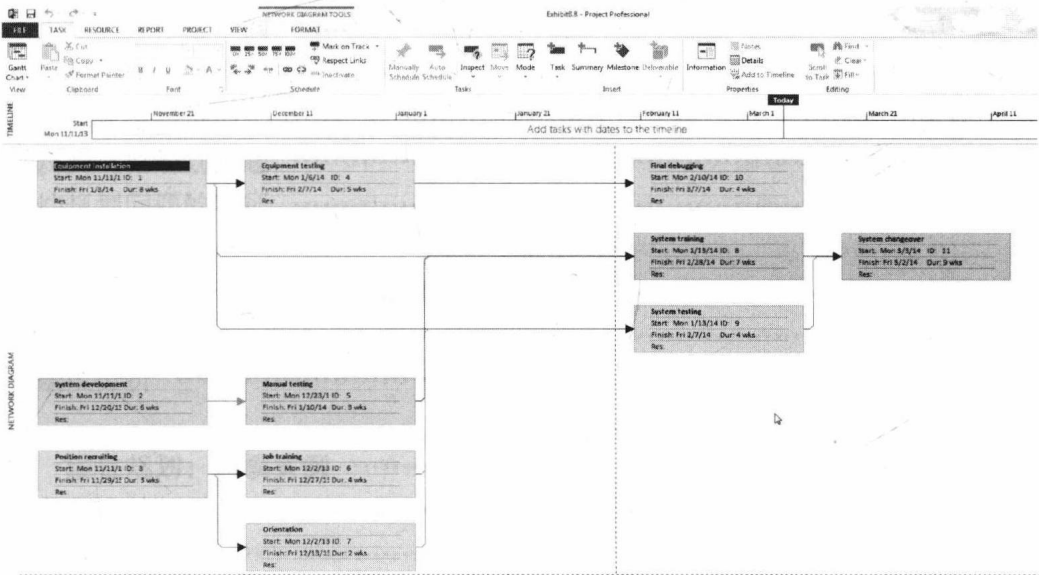 NETWORK DIAGRAM TOOLS
Exhibit5.8 - Project Professional
FILE TASK RESOURCE REPORT PROJECT VIEW FORMAT
Gantt Chart
View
Paste
Cut
Copy
Format Painter
Clipboard
B I U A
Font
Mark on Track
Respect Links
Inactivate
Schedule
Manually Schedule
Auto Schedule
Inspect
Move
Mode
Tasks
Task
Summary
Milestone
Deliverable
Insert
Information
Notes
Details
Add to Timeline
Properties
Scroll to Task
Find
Clear
Fill
Editing
Today
TIMELINE
Start
Mon 11/11/13
November 21 December 11 January 1 January 21 February 11 March 1 March 21 April 11
Add tasks with dates to the timeline
NETWORK DIAGRAM
Equipment installation
Start: Mon 11/11/1 ID: 1
Finish: Fri 1/3/14 Dur: 8 wks
Res:
Equipment testing
Start: Mon 1/6/14 ID: 4
Finish: Fri 2/7/14 Dur: 5 wks
Res:
Final debugging
Start: Mon 2/10/14 ID: 10
Finish: Fri 3/7/14 Dur: 4 wks
Res:
System training
Start: Mon 1/13/14 ID: 8
Finish: Fri 2/28/14 Dur: 7 wks
Res:
System changeover
Start: Mon 3/3/14 ID: 11
Finish: Fri 5/2/14 Dur: 9 wks
Res:
System testing
Start: Mon 1/13/14 ID: 9
Finish: Fri 2/7/14 Dur: 4 wks
Res:
System development
Start: Mon 11/11/1 ID: 2
Finish: Fri 12/20/13 Dur: 6 wks
Res:
Manual testing
Start: Mon 12/23/1 ID: 5
Finish: Fri 1/10/14 Dur: 3 wks
Res:
Position recruiting
Start: Mon 11/11/1 ID: 3
Finish: Fri 11/29/13 Dur: 3 wks
Res:
Job training
Start: Mon 12/2/13 ID: 6
Finish: Fri 12/27/13 Dur: 4 wks
Res:
Orientation
Start: Mon 12/2/13 ID: 7
Finish: Fri 12/13/13 Dur: 2 wks
Res: